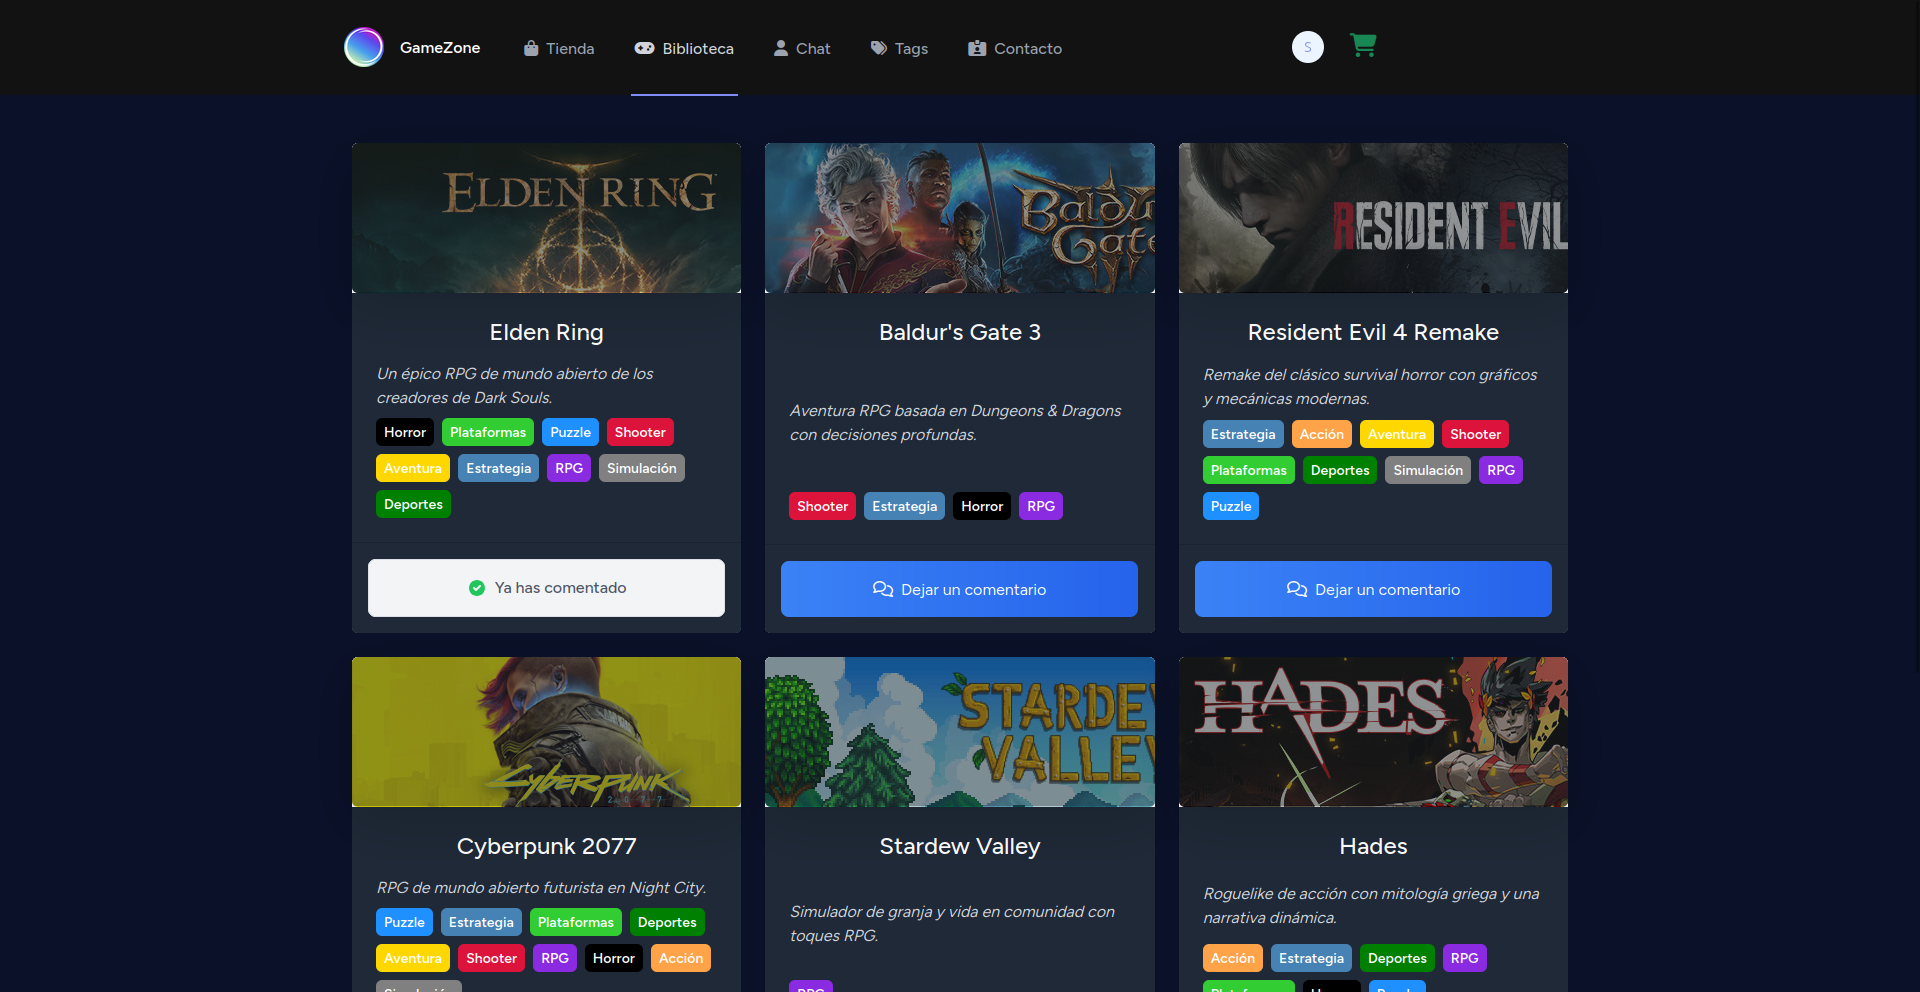 GameZone Tienda Biblioteca Chat Tags Contacto S
ELDEN RING
Baldur's Gate
RESIDENT EVIL
Elden Ring
Un épico RPG de mundo abierto de los
creadores de Dark Souls.
Horror Plataformas Puzzle Shooter
Aventura Estrategia RPG Simulación
Deportes
Ya has comentado
Baldur's Gate 3
Aventura RPG basada en Dungeons & Dragons
con decisiones profundas.
Shooter Estrategia Horror RPG
Dejar un comentario
Resident Evil 4 Remake
Remake del clásico survival horror con gráficos
y mecánicas modernas.
Estrategia Acción Aventura Shooter
Plataformas Deportes Simulación RPG
Puzzle
Dejar un comentario
Cyberpunk
2077
STARDEW
VALLEY
HADES
Cyberpunk 2077
RPG de mundo abierto futurista en Night City.
Puzzle Estrategia Plataformas Deportes
Aventura Shooter RPG Horror Acción
Simulación
Stardew Valley
Simulador de granja y vida en comunidad con
toques RPG.
RPG
Hades
Roguelike de acción con mitología griega y una
narrativa dinámica.
Acción Estrategia Deportes RPG
Plataformas Horror Puzzle